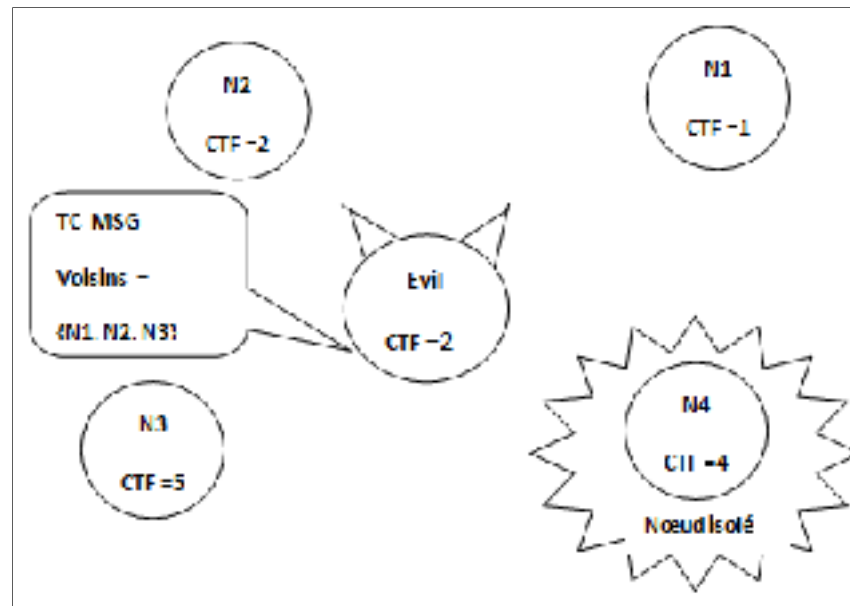 N2
CTF =2
N1
CTF =1
TC MSG
Voisins =
{N1, N2, N3}
Evil
CTF =2
N3
CTF =5
N4
CTF =4
Nœud isolé